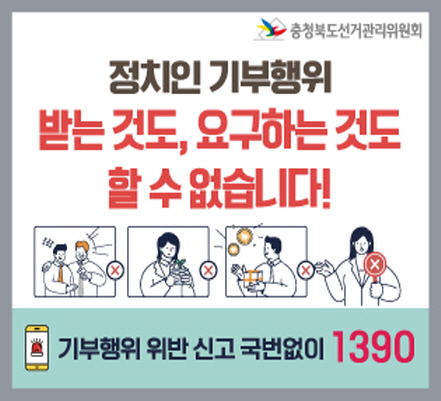 충청북도선거관리위원회
정치인 기부행위
받는 것도, 요구하는 것도
할 수 없습니다!
기부행위 위반 신고 국번없이 1390